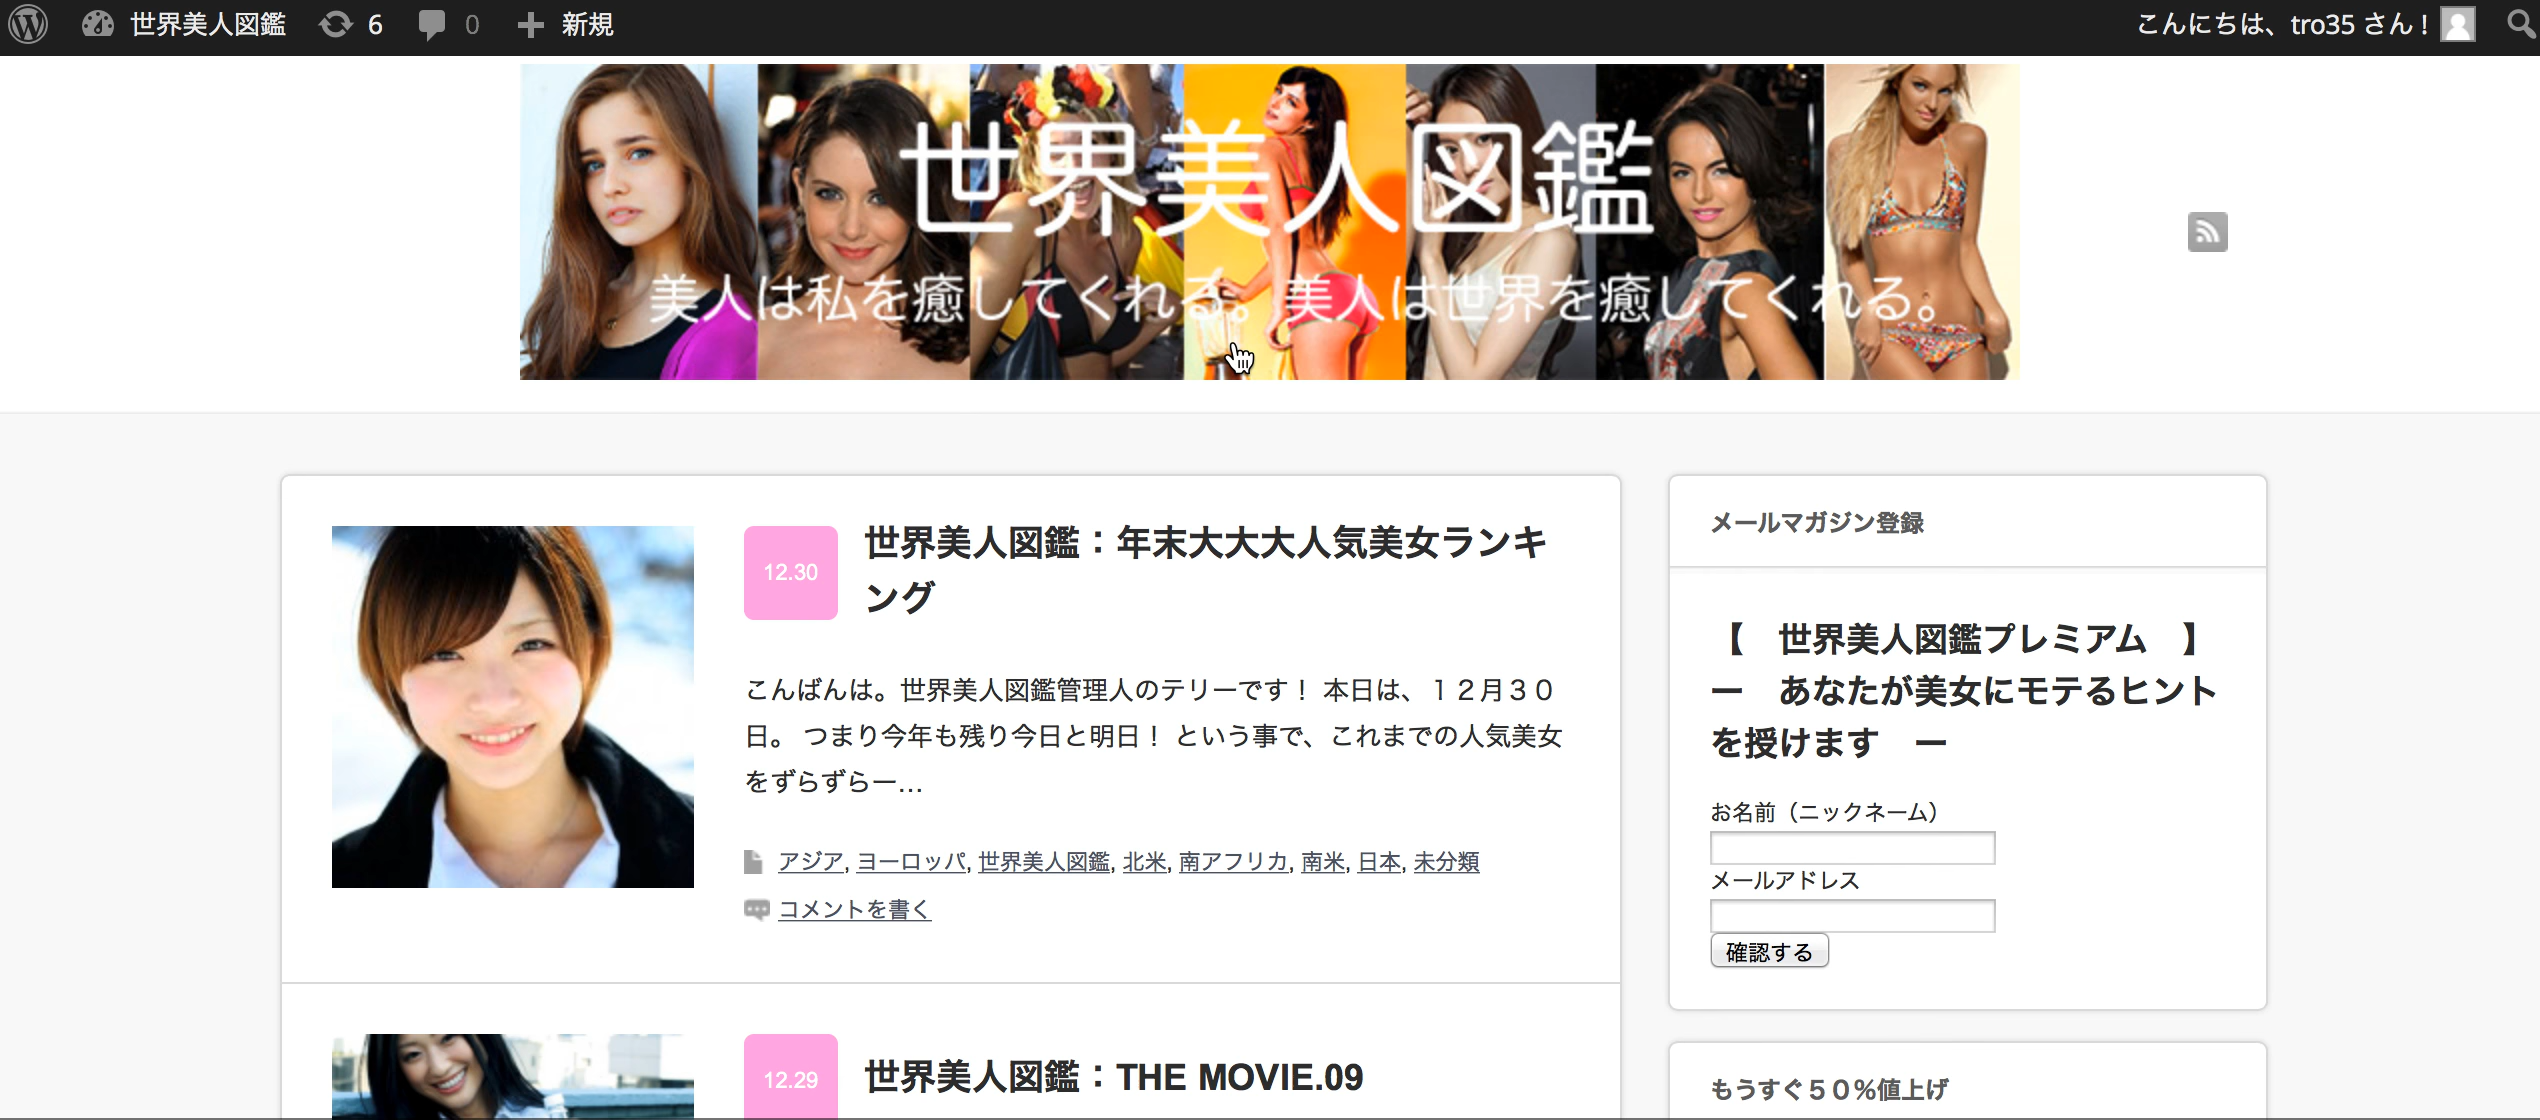 世界美人図鑑 6 0 新規 こんにちは、tro35 さん！
世界美人図鑑
美人は私を癒してくれる。美人は世界を癒してくれる。
12.30
世界美人図鑑：年末大大大人気美女ランキ
ング
こんばんは。世界美人図鑑管理人のテリーです！ 本日は、１２月３０
日。 つまり今年も残り今日と明日！ という事で、これまでの人気美女
をずらずらー…
アジア, ヨーロッパ, 世界美人図鑑, 北米, 南アフリカ, 南米, 日本, 未分類
コメントを書く
12.29
世界美人図鑑：THE MOVIE.09
メールマガジン登録
【　世界美人図鑑プレミアム　】
ー　あなたが美女にモテるヒント
を授けます　ー
お名前（ニックネーム）
メールアドレス
確認する
もうすぐ５０％値上げ